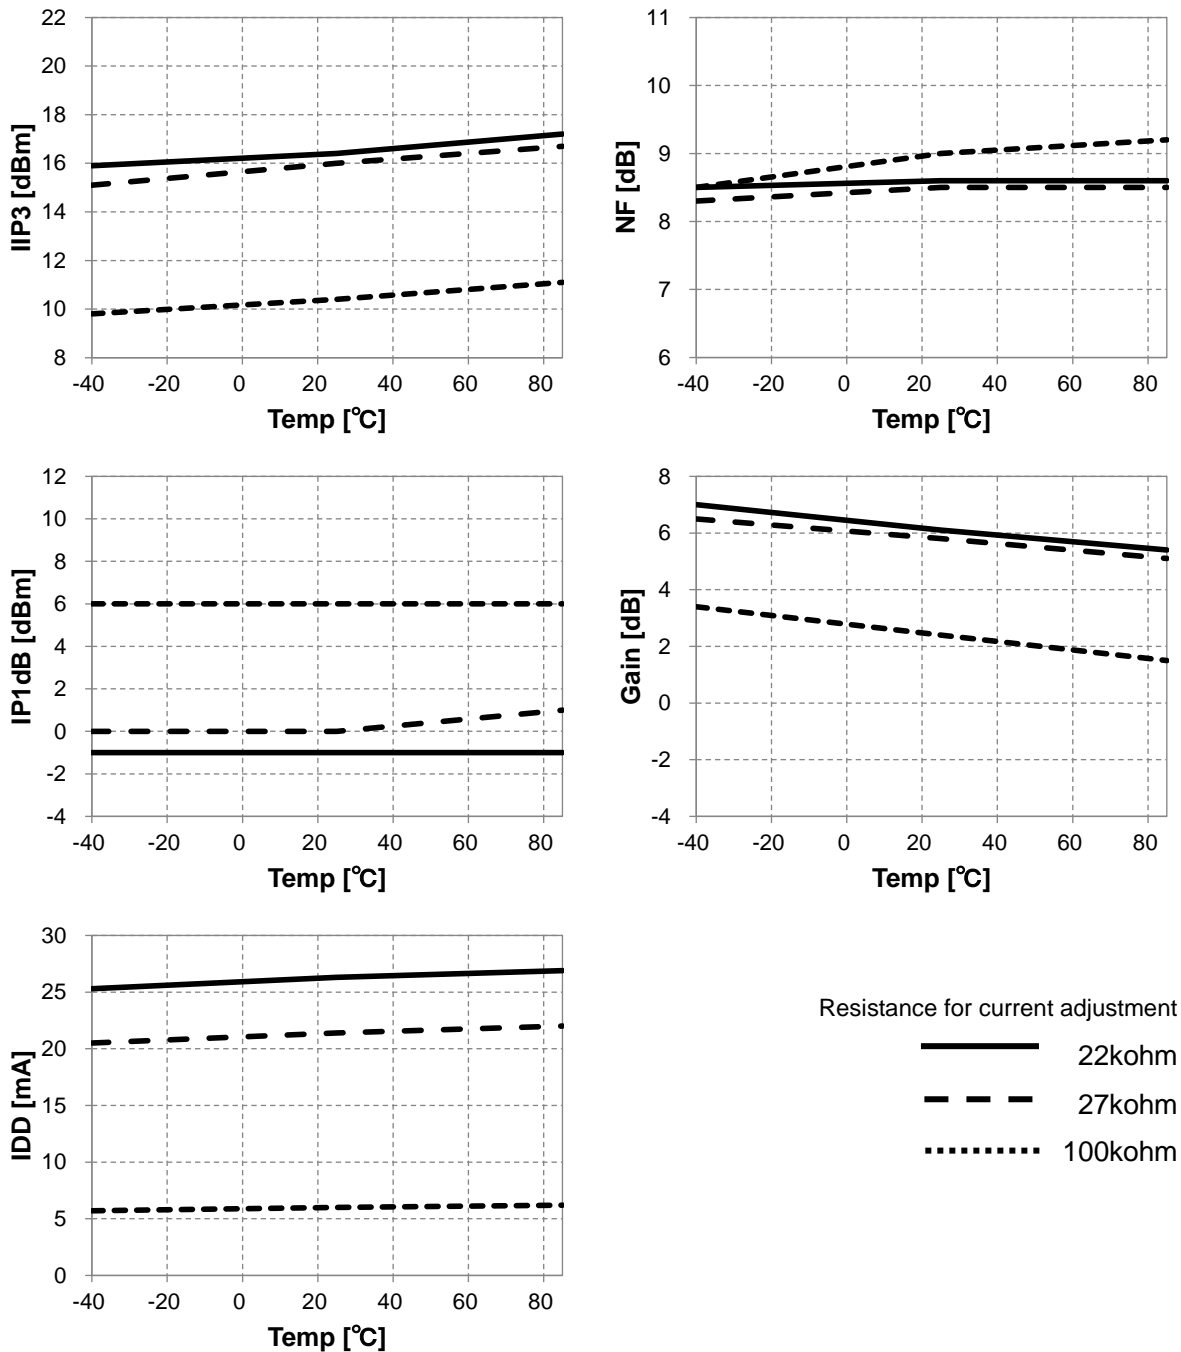 22
20
18
16
14
12
10
8
IIP3 [dBm]
-40 -20 0 20 40 60 80
Temp [℃]
11
10
9
8
7
6
NF [dB]
-40 -20 0 20 40 60 80
Temp [℃]
12
10
8
6
4
2
0
-2
-4
IP1dB [dBm]
-40 -20 0 20 40 60 80
Temp [℃]
8
6
4
2
0
-2
-4
Gain [dB]
-40 -20 0 20 40 60 80
Temp [℃]
30
25
20
15
10
5
0
IDD [mA]
-40 -20 0 20 40 60 80
Temp [℃]
Resistance for current adjustment
22kohm
27kohm
100kohm